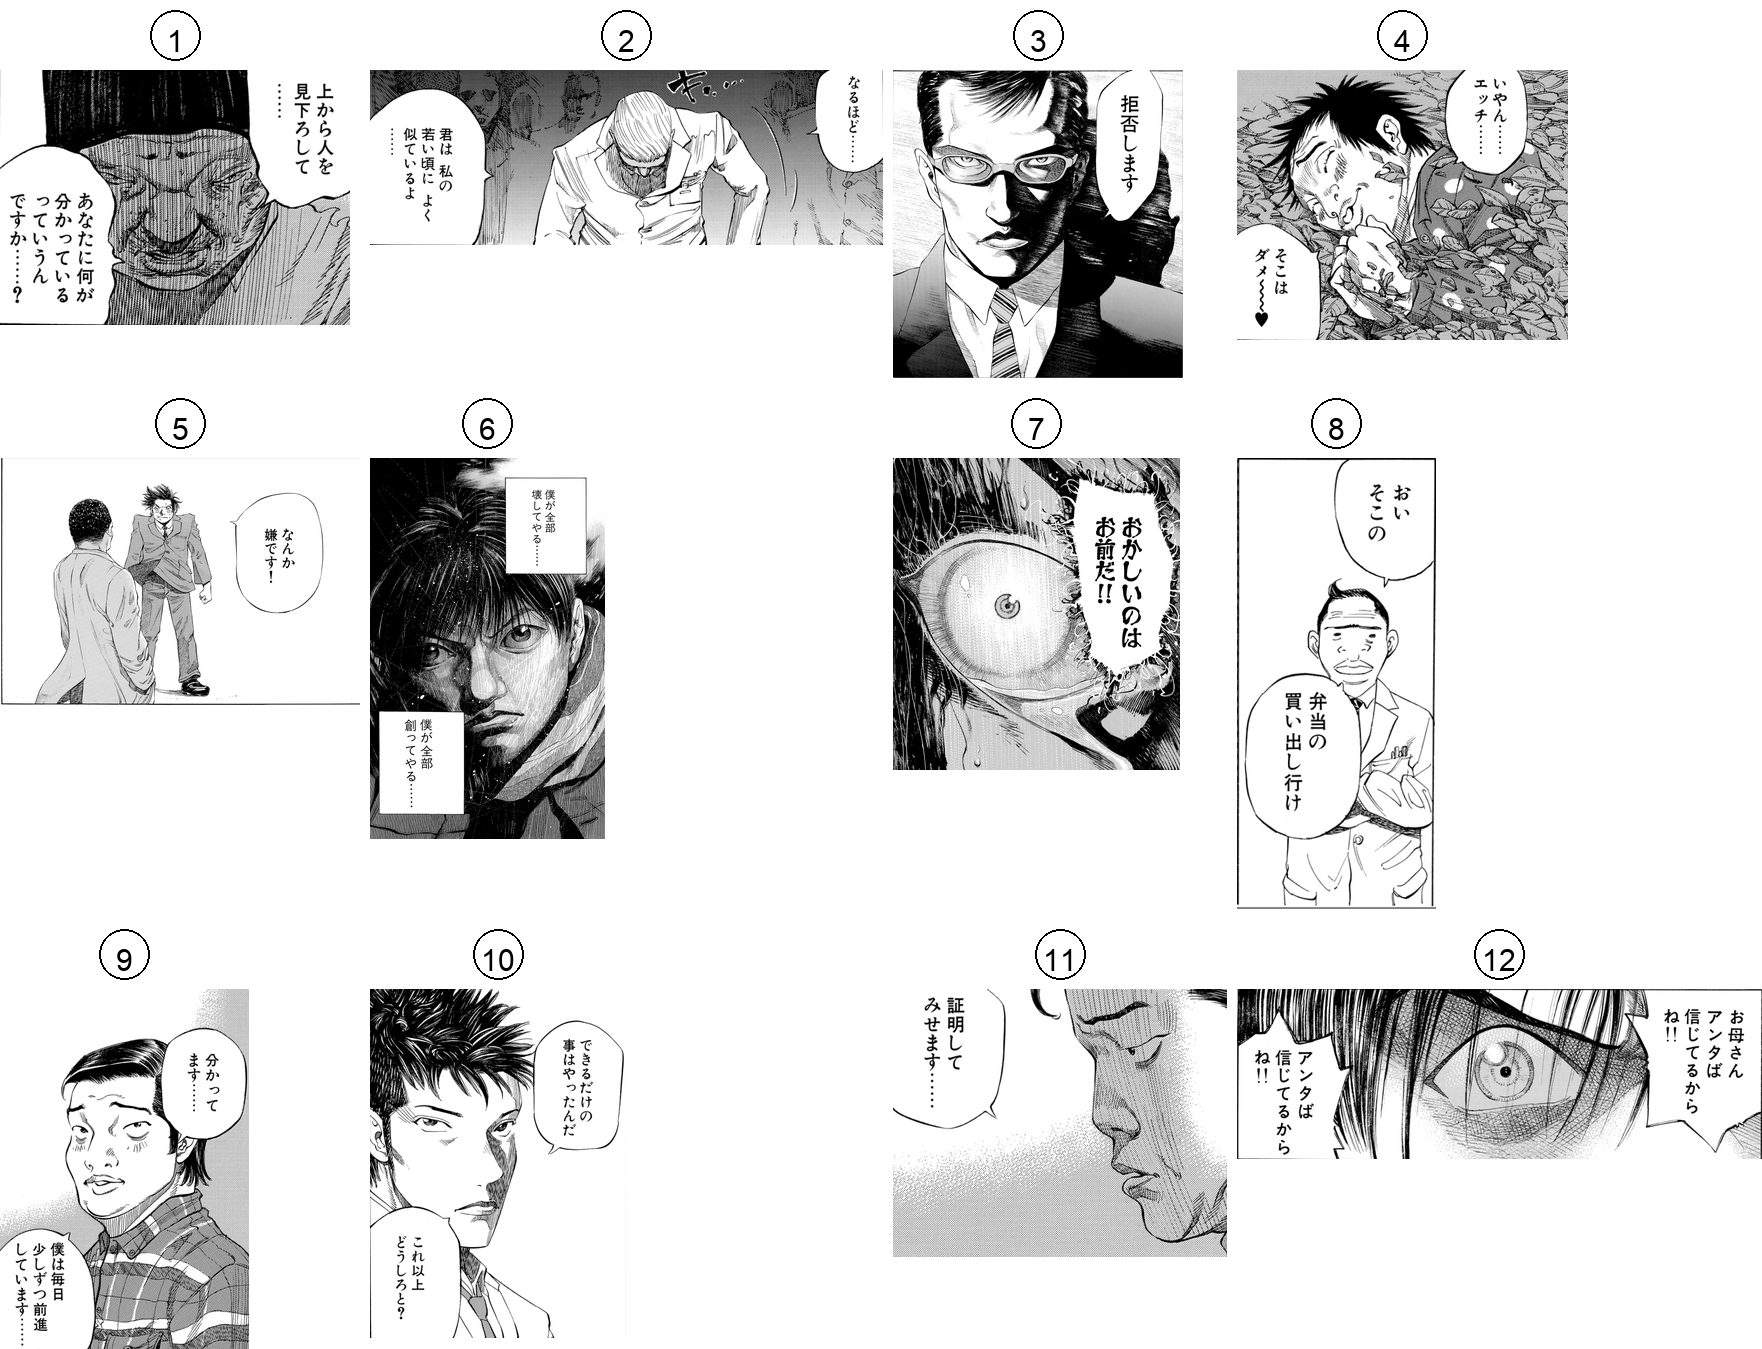 1
上から人を
見下ろして
……
あなたに何が
分かっている
っていうん
ですか……?
2
なるほど……
君は 私の
若い頃に よく
似ているよ
……
3
拒否します
4
いやん……
エッチ……
そこは
ダメ〜〜〜♥
5
なんか
嫌です!
6
僕が全部
壊してやる……
僕が全部
創ってやる……
7
おかしいのは
お前だ!!
8
おい
そこの
弁当の
買い出し行け
9
分かって
ます……
僕は毎日
少しずつ前進
しています……
10
できるだけの
事はやったんだ
これ以上
どうしろと?
11
証明して
みせます……
12
お母さん
アンタば
信じてるから
ね!!
アンタば
信じてるから
ね!!